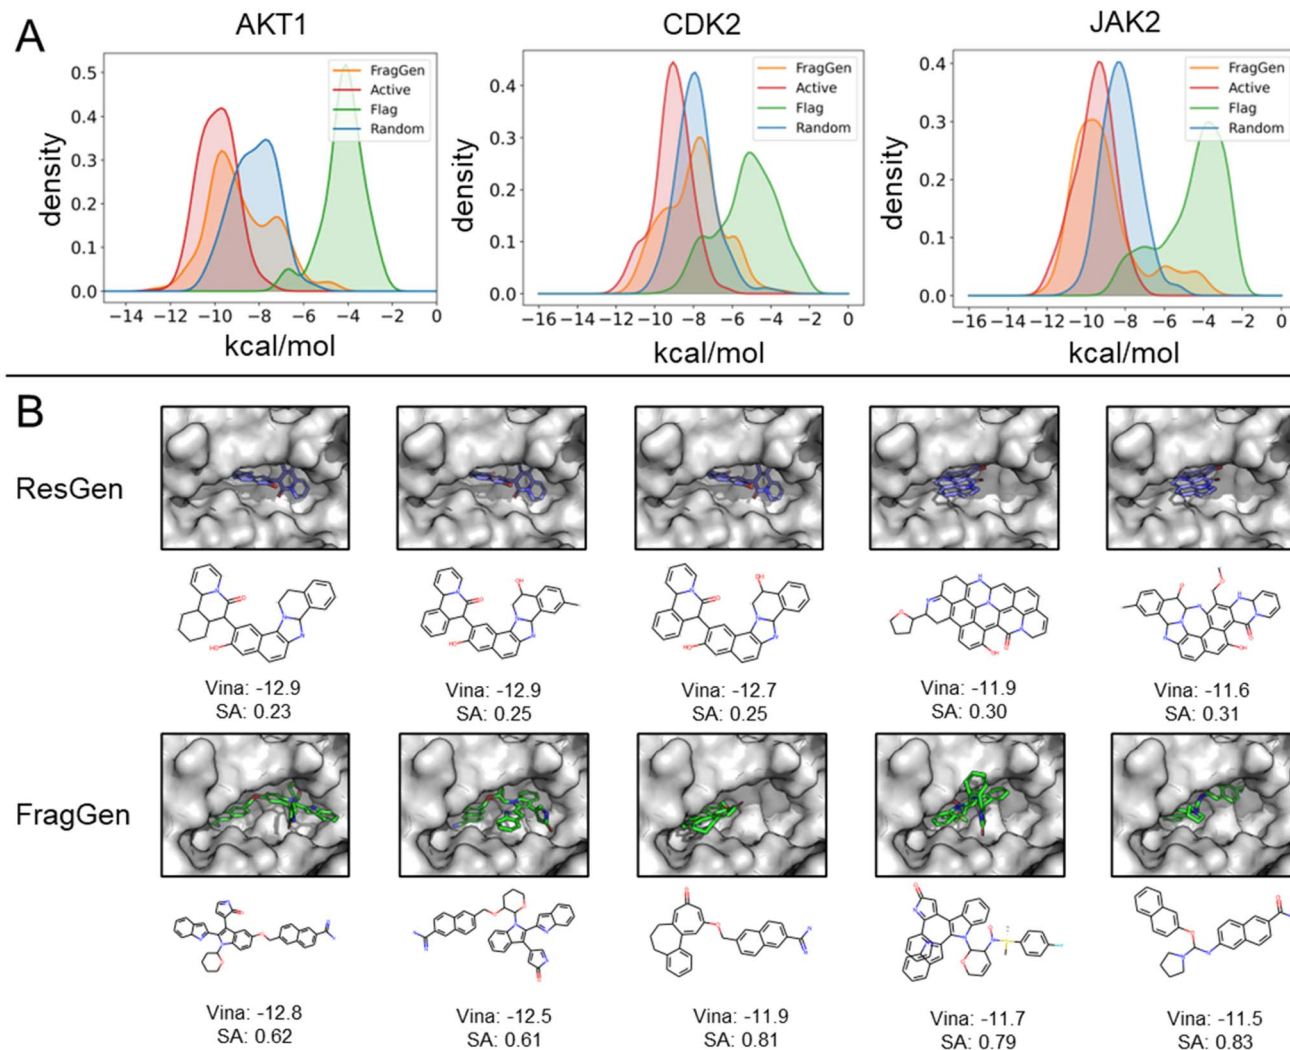 A
AKT1
CDK2
JAK2
density
0.5
0.4
0.3
0.2
0.1
0.0
FragGen
Active
Flag
Random
−14 −12 −10 −8 −6 −4 −2 0
kcal/mol
density
0.4
0.3
0.2
0.1
0.0
FragGen
Active
Flag
Random
−16 −14 −12 −10 −8 −6 −4 −2 0
kcal/mol
density
0.4
0.3
0.2
0.1
0.0
FragGen
Active
Flag
Random
−16 −14 −12 −10 −8 −6 −4 −2 0
kcal/mol
B
ResGen
Vina: -12.9
SA: 0.23
Vina: -12.9
SA: 0.25
Vina: -12.7
SA: 0.25
Vina: -11.9
SA: 0.30
Vina: -11.6
SA: 0.31
FragGen
Vina: -12.8
SA: 0.62
Vina: -12.5
SA: 0.61
Vina: -11.9
SA: 0.81
Vina: -11.7
SA: 0.79
Vina: -11.5
SA: 0.83